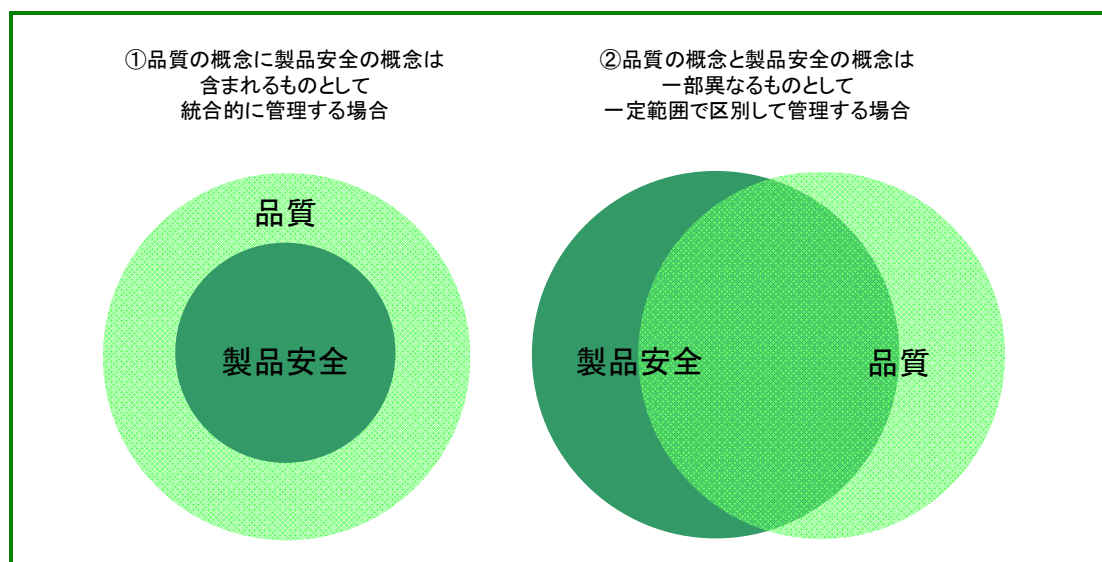 ①品質の概念に製品安全の概念は
含まれるものとして
統合的に管理する場合
②品質の概念と製品安全の概念は
一部異なるものとして
一定範囲で区別して管理する場合
品質
製品安全
製品安全
品質